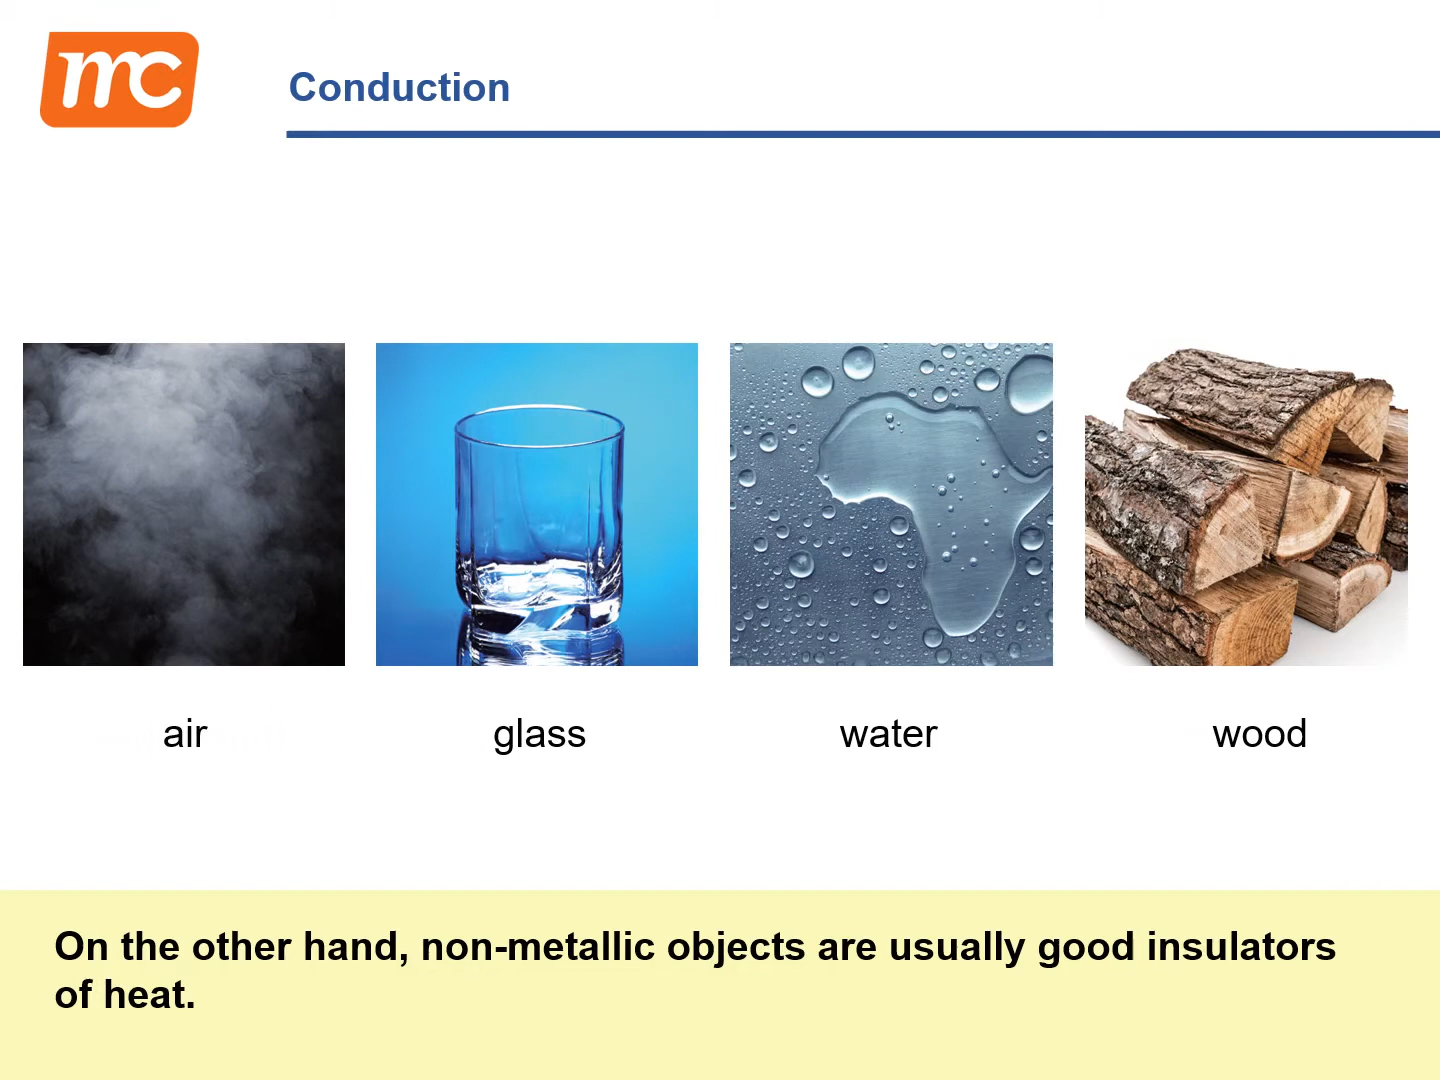 mc
Conduction
air
glass
water
wood
On the other hand, non-metallic objects are usually good insulators
of heat.